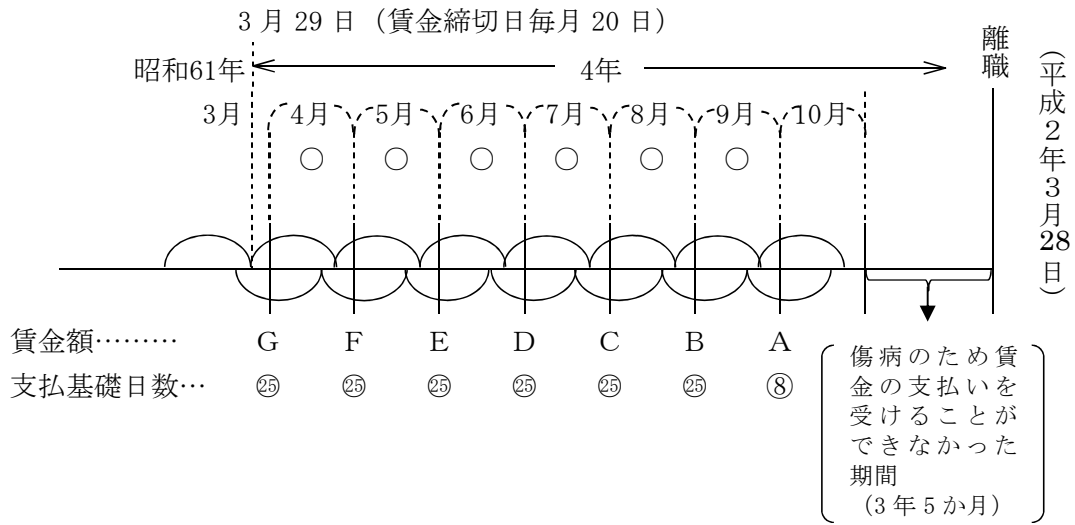 3月29日（賃金締切日毎月20日）
昭和61年
4年
離職
（平成2年3月28日）
3月 4月 5月 6月 7月 8月 9月 10月
○ ○ ○ ○ ○ ○
賃金額……… G F E D C B A
支払基礎日数… ㉕ ㉕ ㉕ ㉕ ㉕ ㉕ ⑧
傷病のため賃
金の支払いを
受けることが
できなかった
期間
（3年5か月）